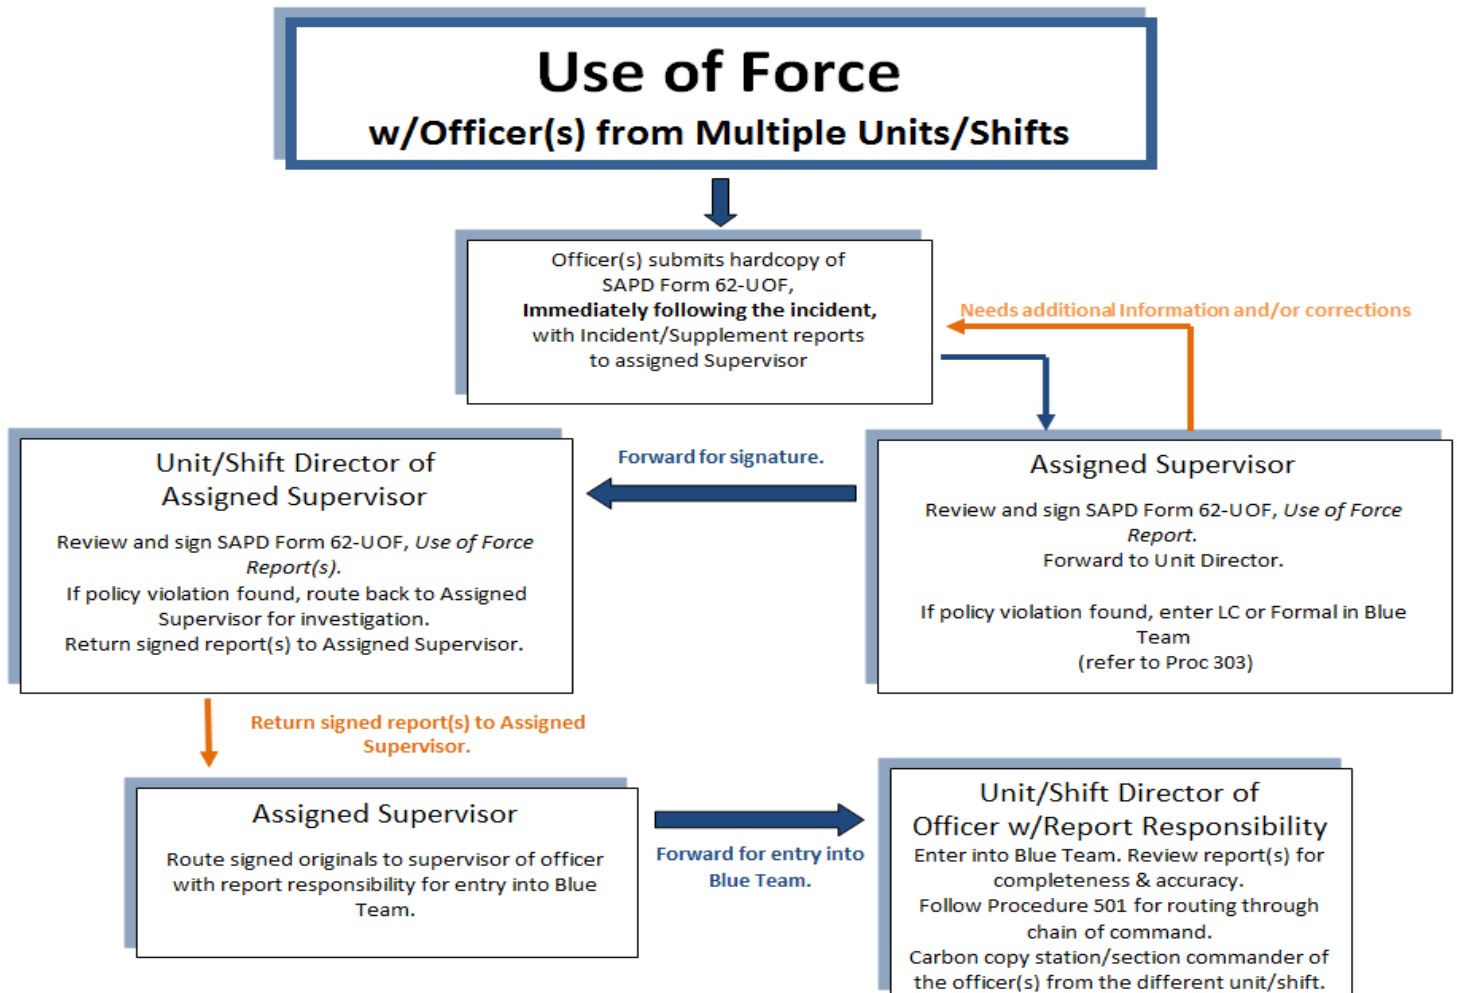 Use of Force
w/Officer(s) from Multiple Units/Shifts
Officer(s) submits hardcopy of
SAPD Form 62-UOF,
Immediately following the incident,
with Incident/Supplement reports
to assigned Supervisor
Needs additional Information and/or corrections
Assigned Supervisor
Review and sign SAPD Form 62-UOF, Use of Force
Report.
Forward to Unit Director.
If policy violation found, enter LC or Formal in Blue
Team
(refer to Proc 303)
Forward for signature.
Unit/Shift Director of
Assigned Supervisor
Review and sign SAPD Form 62-UOF, Use of Force
Report(s).
If policy violation found, route back to Assigned
Supervisor for investigation.
Return signed report(s) to Assigned Supervisor.
Return signed report(s) to Assigned
Supervisor.
Assigned Supervisor
Route signed originals to supervisor of officer
with report responsibility for entry into Blue
Team.
Forward for entry into
Blue Team.
Unit/Shift Director of
Officer w/Report Responsibility
Enter into Blue Team. Review report(s) for
completeness & accuracy.
Follow Procedure 501 for routing through
chain of command.
Carbon copy station/section commander of
the officer(s) from the different unit/shift.